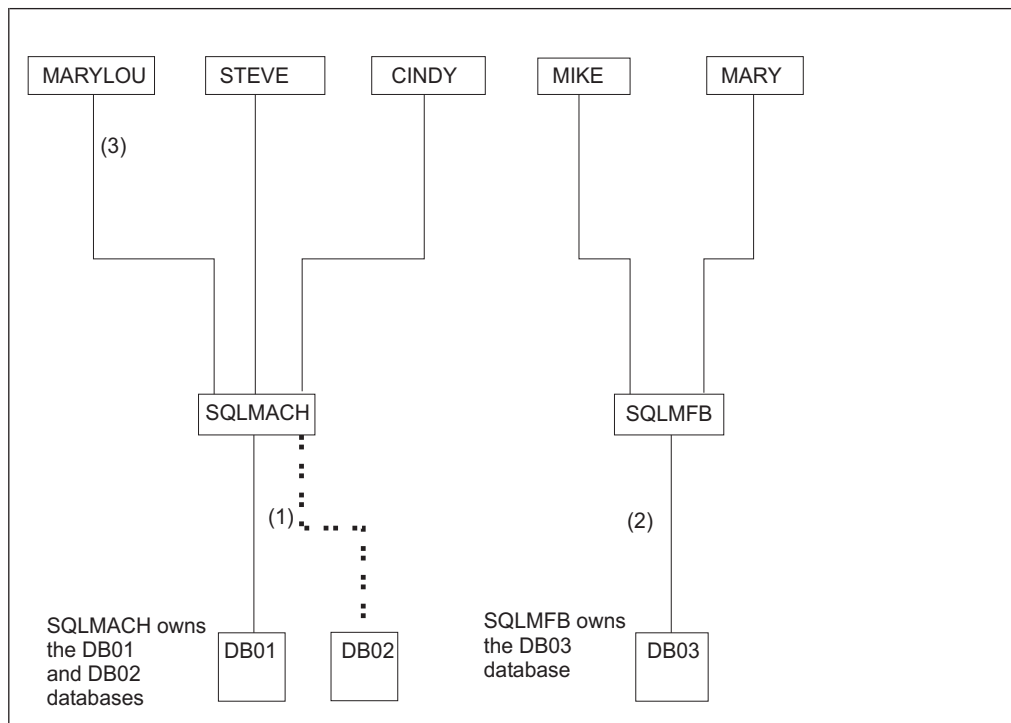 MARYLOU
STEVE
CINDY
MIKE
MARY
(3)
SQLMACH
SQLMFB
(1)
(2)
SQLMACH owns
the DB01
and DB02
databases
DB01
DB02
SQLMFB owns
the DB03
database
DB03